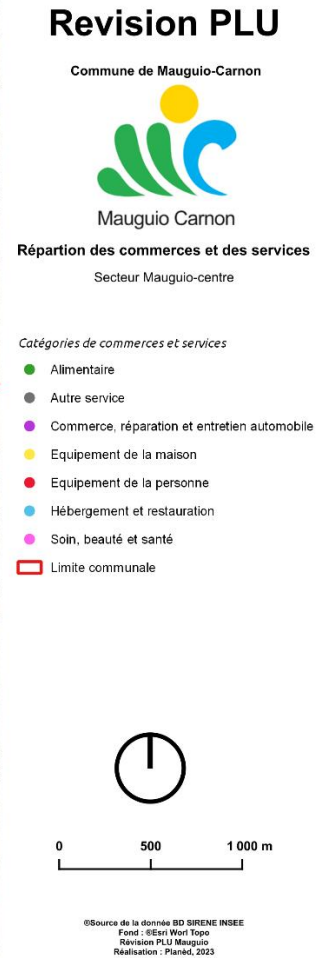 Revision PLU
Commune de Mauguio-Carnon
Mauguio Carnon
Répartion des commerces et des services
Secteur Mauguio-centre
Catégories de commerces et services
Alimentaire
Autre service
Commerce, réparation et entretien automobile
Equipement de la maison
Equipement de la personne
Hébergement et restauration
Soin, beauté et santé
Limite communale
0 500 1 000 m
®Source de la donnée BD SIRENE INSEE
Fond : ®Esri Worl Topo
Révision PLU Mauguio
Réalisation : Planèd, 2023